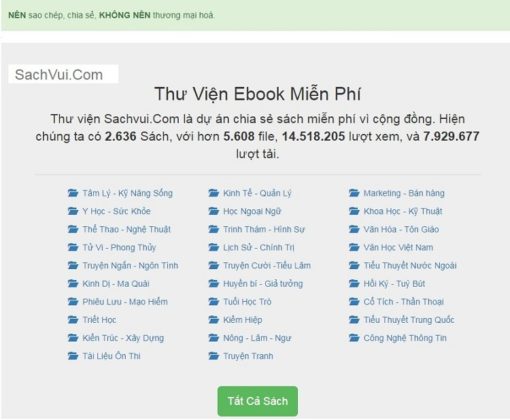 NÊN sao chép, chia sẻ, KHÔNG NÊN thương mại hoá.
SachVui.Com
Thư Viện Ebook Miễn Phí
Thư viện Sachvui.Com là dự án chia sẻ sách miễn phí vì cộng đồng. Hiện
chúng ta có 2.636 Sách, với hơn 5.608 file, 14.518.205 lượt xem, và 7.929.677
lượt tải.
Tâm Lý - Kỹ Năng Sống Kinh Tế - Quản Lý Marketing - Bán hàng
Y Học - Sức Khỏe Học Ngoại Ngữ Khoa Học - Kỹ Thuật
Thể Thao - Nghệ Thuật Trinh Thám - Hình Sự Văn Hóa - Tôn Giáo
Tử Vi - Phong Thủy Lịch Sử - Chính Trị Văn Học Việt Nam
Truyện Ngắn - Ngôn Tình Truyện Cười -Tiếu Lâm Tiểu Thuyết Nước Ngoài
Kinh Dị - Ma Quái Huyền bí - Giả tưởng Hồi Ký - Tuỳ Bút
Phiêu Lưu - Mạo Hiểm Tuổi Học Trò Cổ Tích - Thần Thoại
Triết Học Kiếm Hiệp Tiểu Thuyết Trung Quốc
Kiến Trúc - Xây Dựng Nông - Lâm - Ngư Công Nghệ Thông Tin
Tài Liệu Ôn Thi Truyện Tranh
Tất Cả Sách